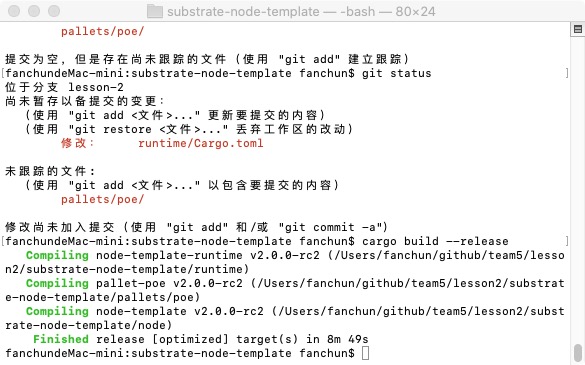 substrate-node-template — -bash — 80×24
pallets/poe/
提交为空，但是存在尚未跟踪的文件（使用 "git add" 建立跟踪）
[fanchundeMac-mini:substrate-node-template fanchun$ git status ]
位于分支 lesson-2
尚未暂存以备提交的变更：
（使用 "git add <文件>..." 更新要提交的内容）
（使用 "git restore <文件>..." 丢弃工作区的改动）
修改： runtime/Cargo.toml
未跟踪的文件:
（使用 "git add <文件>..." 以包含要提交的内容）
pallets/poe/
修改尚未加入提交（使用 "git add" 和/或 "git commit -a"）
[fanchundeMac-mini:substrate-node-template fanchun$ cargo build --release ]
Compiling node-template-runtime v2.0.0-rc2 (/Users/fanchun/github/team5/lesso
n2/substrate-node-template/runtime)
Compiling pallet-poe v2.0.0-rc2 (/Users/fanchun/github/team5/lesson2/substrat
e-node-template/pallets/poe)
Compiling node-template v2.0.0-rc2 (/Users/fanchun/github/team5/lesson2/subst
rate-node-template/node)
Finished release [optimized] target(s) in 8m 49s
fanchundeMac-mini:substrate-node-template fanchun$